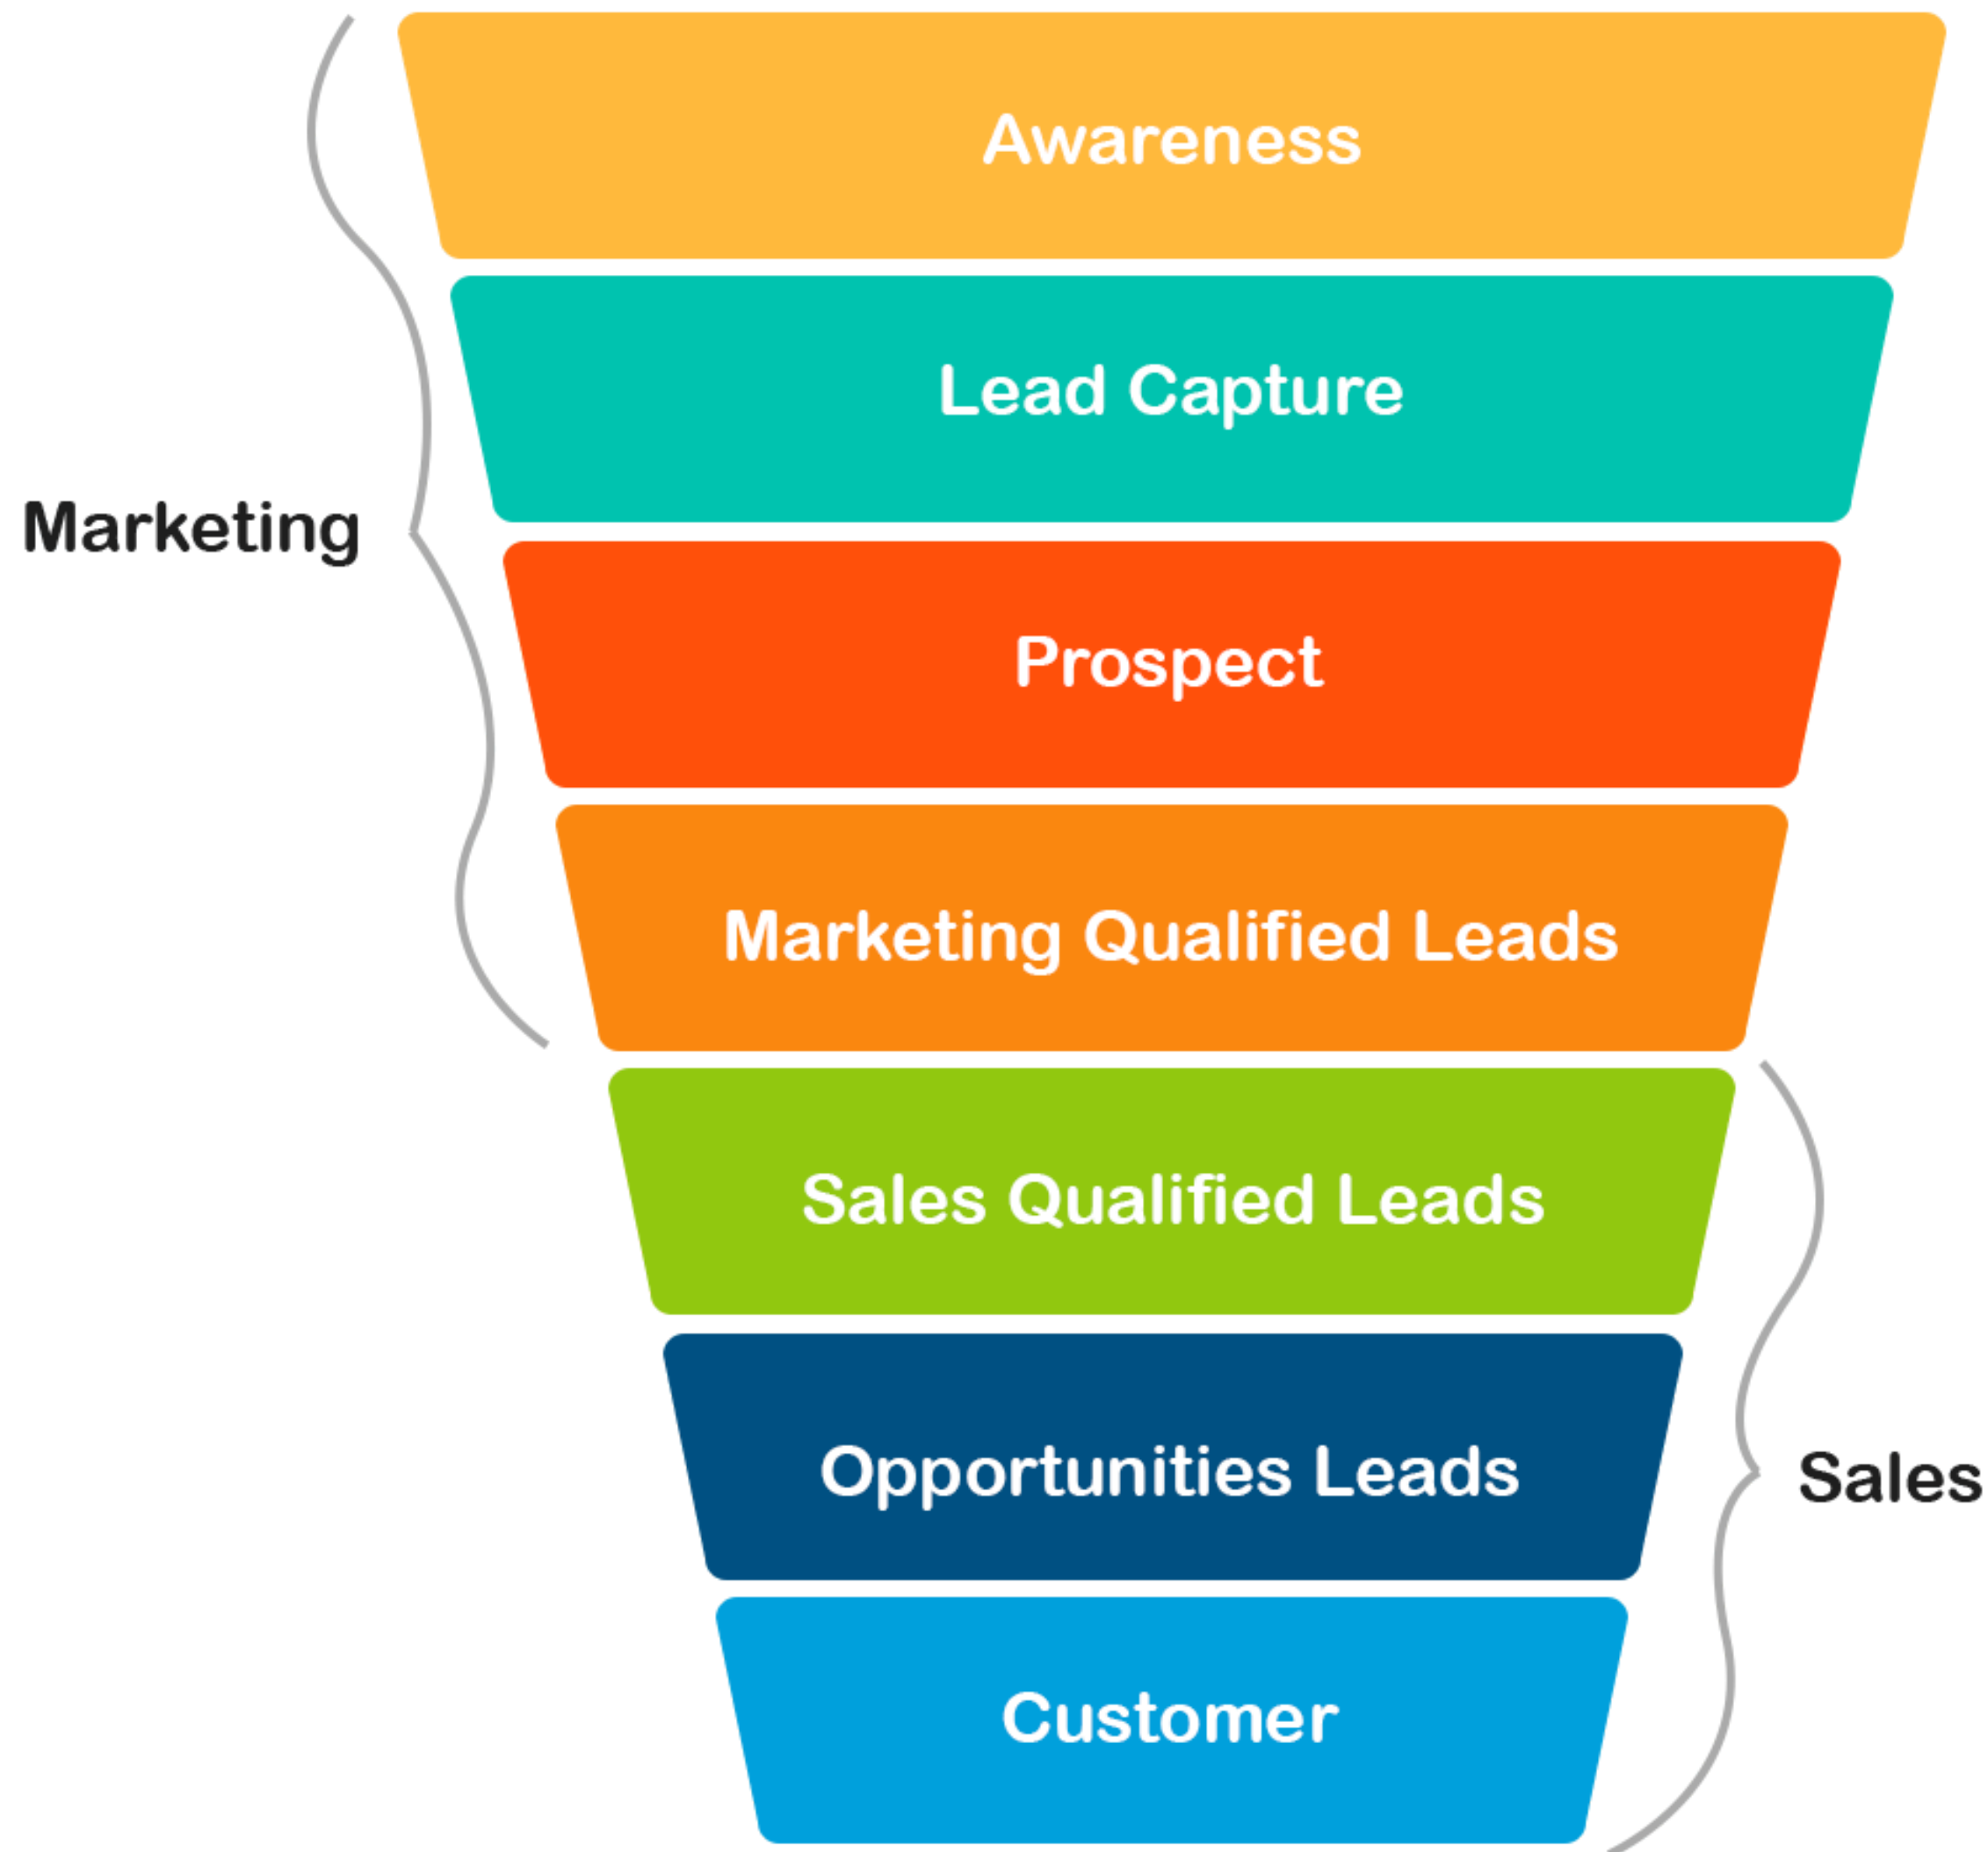 Awareness
Lead Capture
Marketing
Prospect
Marketing Qualified Leads
Sales Qualified Leads
Opportunities Leads
Sales
Customer